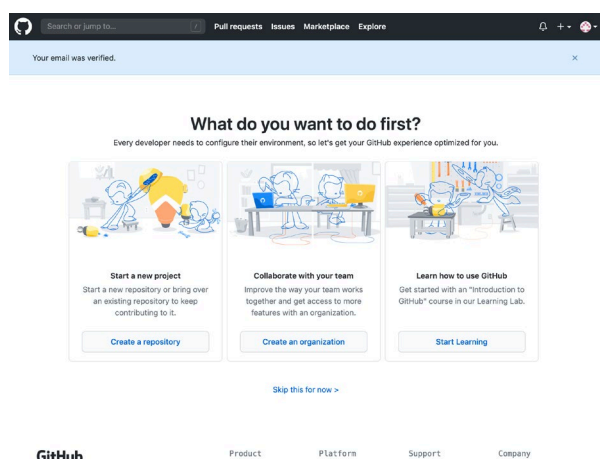 Search or jump to... /
Pull requests Issues Marketplace Explore
Your email was verified.
What do you want to do first?
Every developer needs to configure their environment, so let's get your GitHub experience optimized for you.
Start a new project
Start a new repository or bring over
an existing repository to keep
contributing to it.
Create a repository
Collaborate with your team
Improve the way your team works
together and get access to more
features with an organization.
Create an organization
Learn how to use GitHub
Get started with an "Introduction to
GitHub" course in our Learning Lab.
Start Learning
Skip this for now >
GitHub
Product Platform Support Company